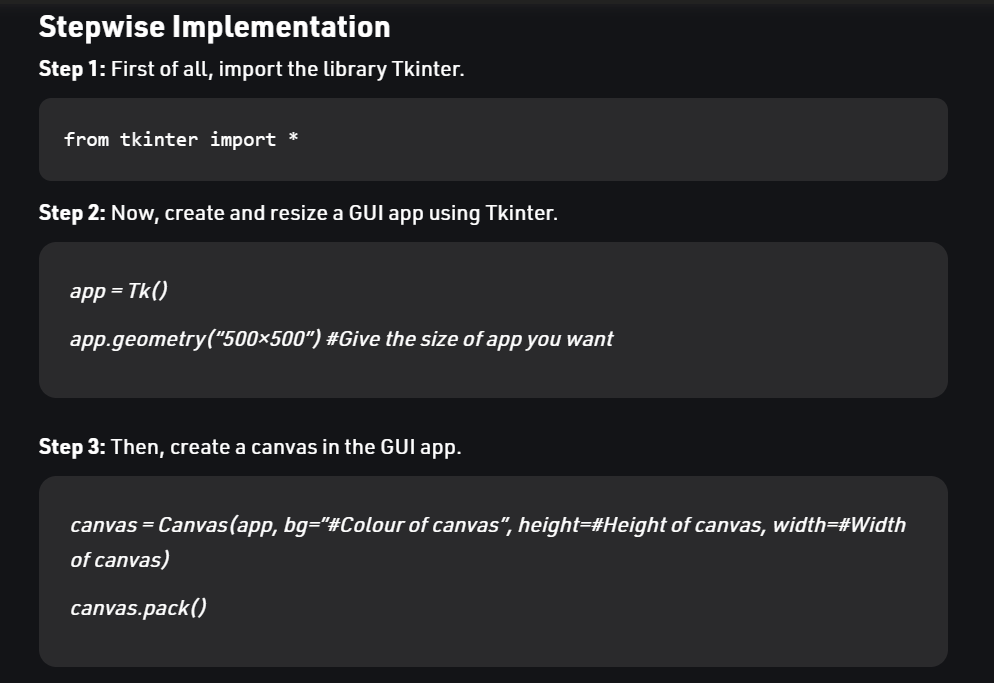 Stepwise Implementation
Step 1: First of all, import the library Tkinter.
from tkinter import *
Step 2: Now, create and resize a GUI app using Tkinter.
app = Tk()
app.geometry(“500×500”) #Give the size of app you want
Step 3: Then, create a canvas in the GUI app.
canvas = Canvas(app, bg=”#Colour of canvas”, height=#Height of canvas, width=#Width
of canvas)
canvas.pack()